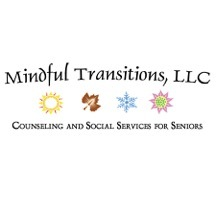 Mindful Transitions, LLC
Counseling and Social Services for Seniors